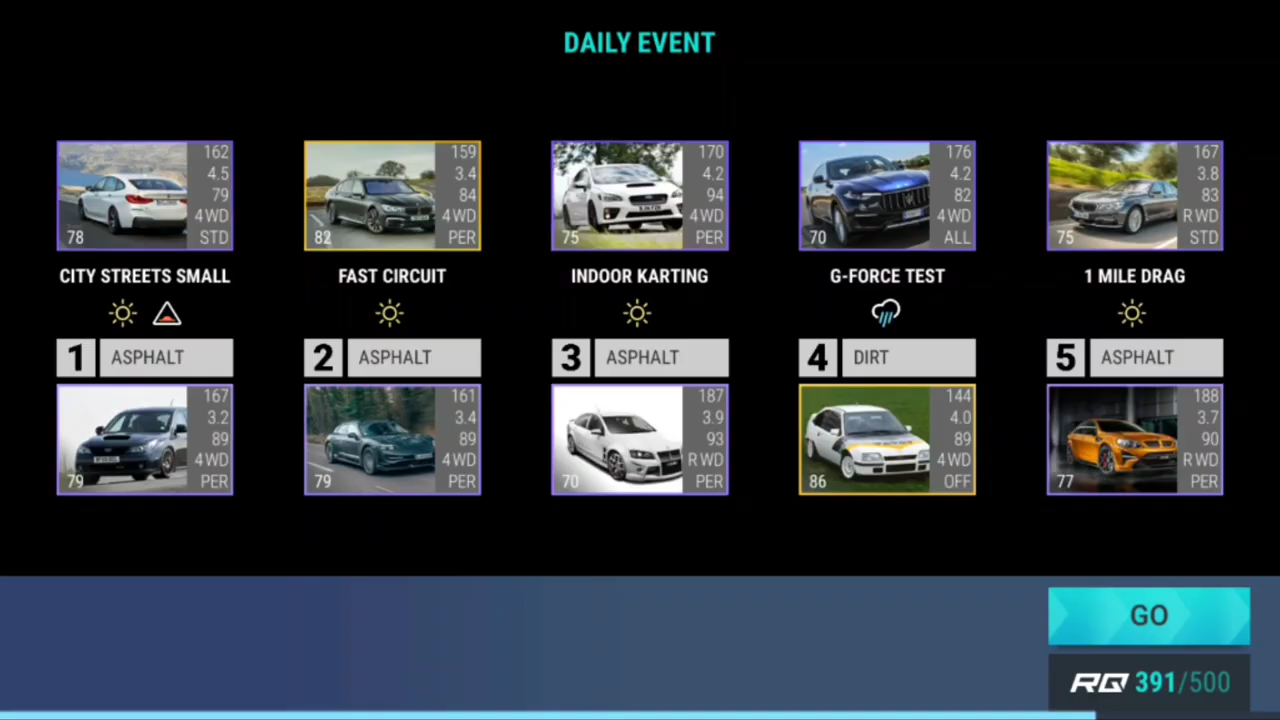 DAILY EVENT
162 159 170 176 167
4.5 3.4 4.2 4.2 3.8
79 84 94 82 83
4WD 4WD 4WD 4WD RWD
78 STD 82 PER 75 PER 70 ALL 75 STD
CITY STREETS SMALL FAST CIRCUIT INDOOR KARTING G-FORCE TEST 1 MILE DRAG
1 ASPHALT 2 ASPHALT 3 ASPHALT 4 DIRT 5 ASPHALT
167 161 187 144 188
3.2 3.4 3.9 4.0 3.7
89 89 93 89 90
4WD 4WD RWD 4WD RWD
79 PER 79 PER 70 PER 86 OFF 77 PER
GO
RQ 391/500